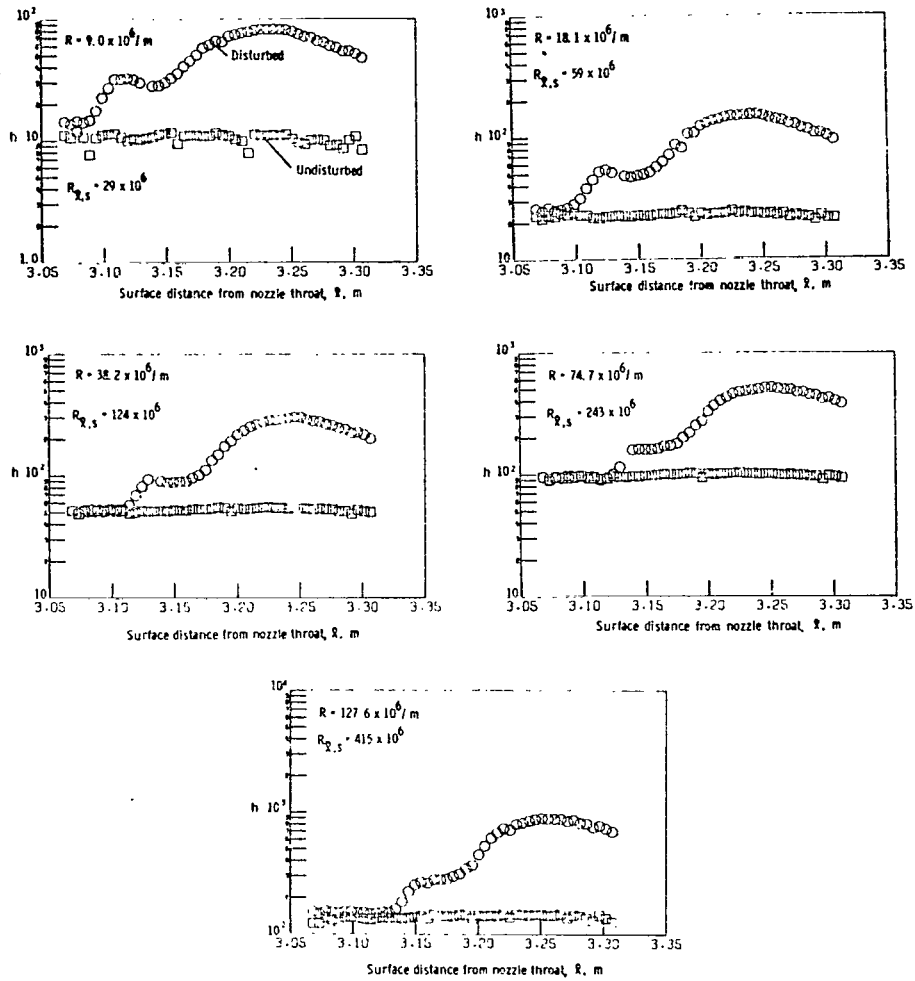 10²
R = 9.0 x 10⁶/m
Disturbed
h 10
Undisturbed
R_ℓ,s = 29 x 10⁶
1.0
3.05 3.10 3.15 3.20 3.25 3.30 3.35
Surface distance from nozzle throat, ℓ, m
10³
R = 18.1 x 10⁶/m
R_ℓ,s = 59 x 10⁶
h 10²
10
3.05 3.10 3.15 3.20 3.25 3.30 3.35
Surface distance from nozzle throat, ℓ, m
10³
R = 38.2 x 10⁶/m
R_ℓ,s = 124 x 10⁶
h 10²
10
3.05 3.10 3.15 3.20 3.25 3.30 3.35
Surface distance from nozzle throat, ℓ, m
10³
R = 74.7 x 10⁶/m
R_ℓ,s = 243 x 10⁶
h 10²
10
3.05 3.10 3.15 3.20 3.25 3.30 3.35
Surface distance from nozzle throat, ℓ, m
10⁴
R = 127.6 x 10⁶/m
R_ℓ,s = 415 x 10⁶
h 10³
10²
3.05 3.10 3.15 3.20 3.25 3.30 3.35
Surface distance from nozzle throat, ℓ, m